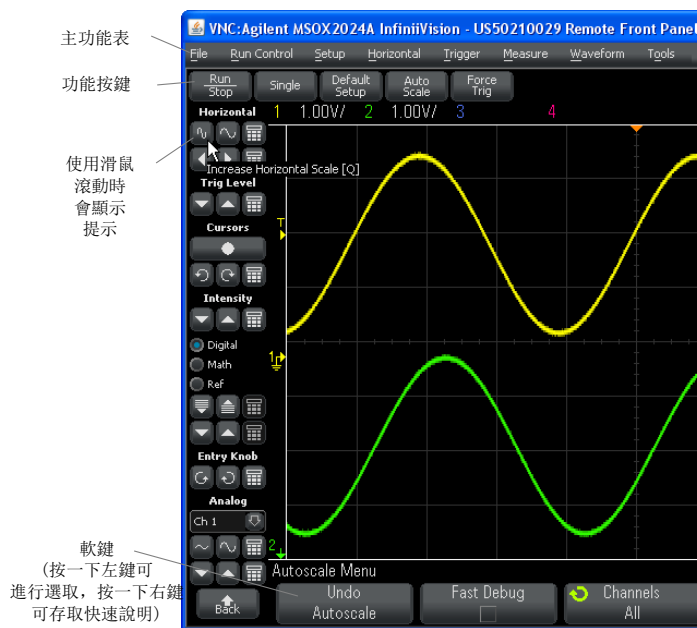 VNC:Agilent MSOX2024A InfiniiVision - US50210029 Remote Front Panel
主功能表
File Run Control Setup Horizontal Trigger Measure Waveform Tools
功能按鍵
Run Stop
Single
Default Setup
Auto Scale
Force Trig
Horizontal
1 1.00V/ 2 1.00V/ 3 4
使用滑鼠
滾動時
會顯示
提示
Increase Horizontal Scale [Q]
Trig Level
Cursors
T
Intensity
Digital
1
Math
Ref
Entry Knob
Analog
Ch 1
2
軟鍵
(按一下左鍵可
進行選取，按一下右鍵
可存取快速說明)
Autoscale Menu
Back
Undo
Autoscale
Fast Debug
Channels
All